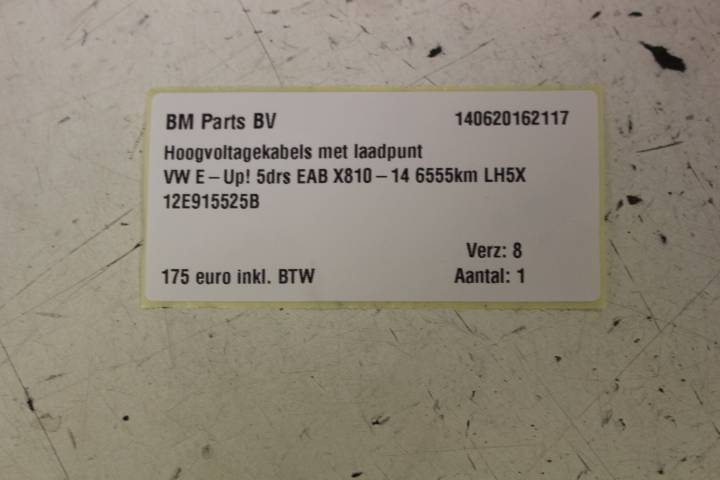 BM Parts BV 140620162117
Hoogvoltagekabels met laadpunt
VW E-Up! 5drs EAB X810-14 6555km LH5X
12E915525B
Verz: 8
175 euro inkl. BTW Aantal: 1